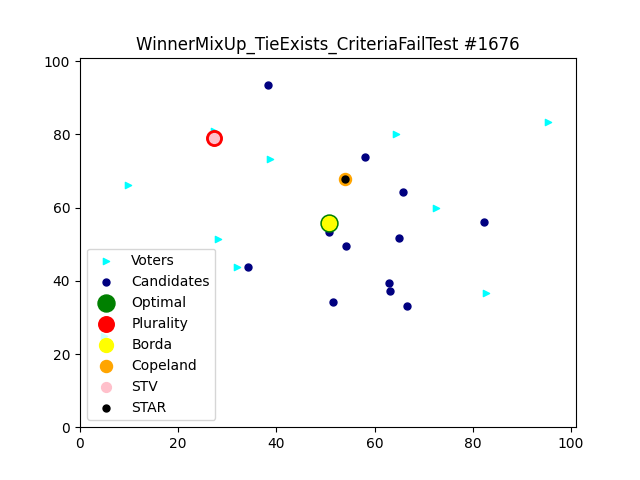 WinnerMixUp_TieExists_CriteriaFailTest #1676
100
80
60
40
20
0
Voters
Candidates
Optimal
Plurality
Borda
Copeland
STV
STAR
0 20 40 60 80 100